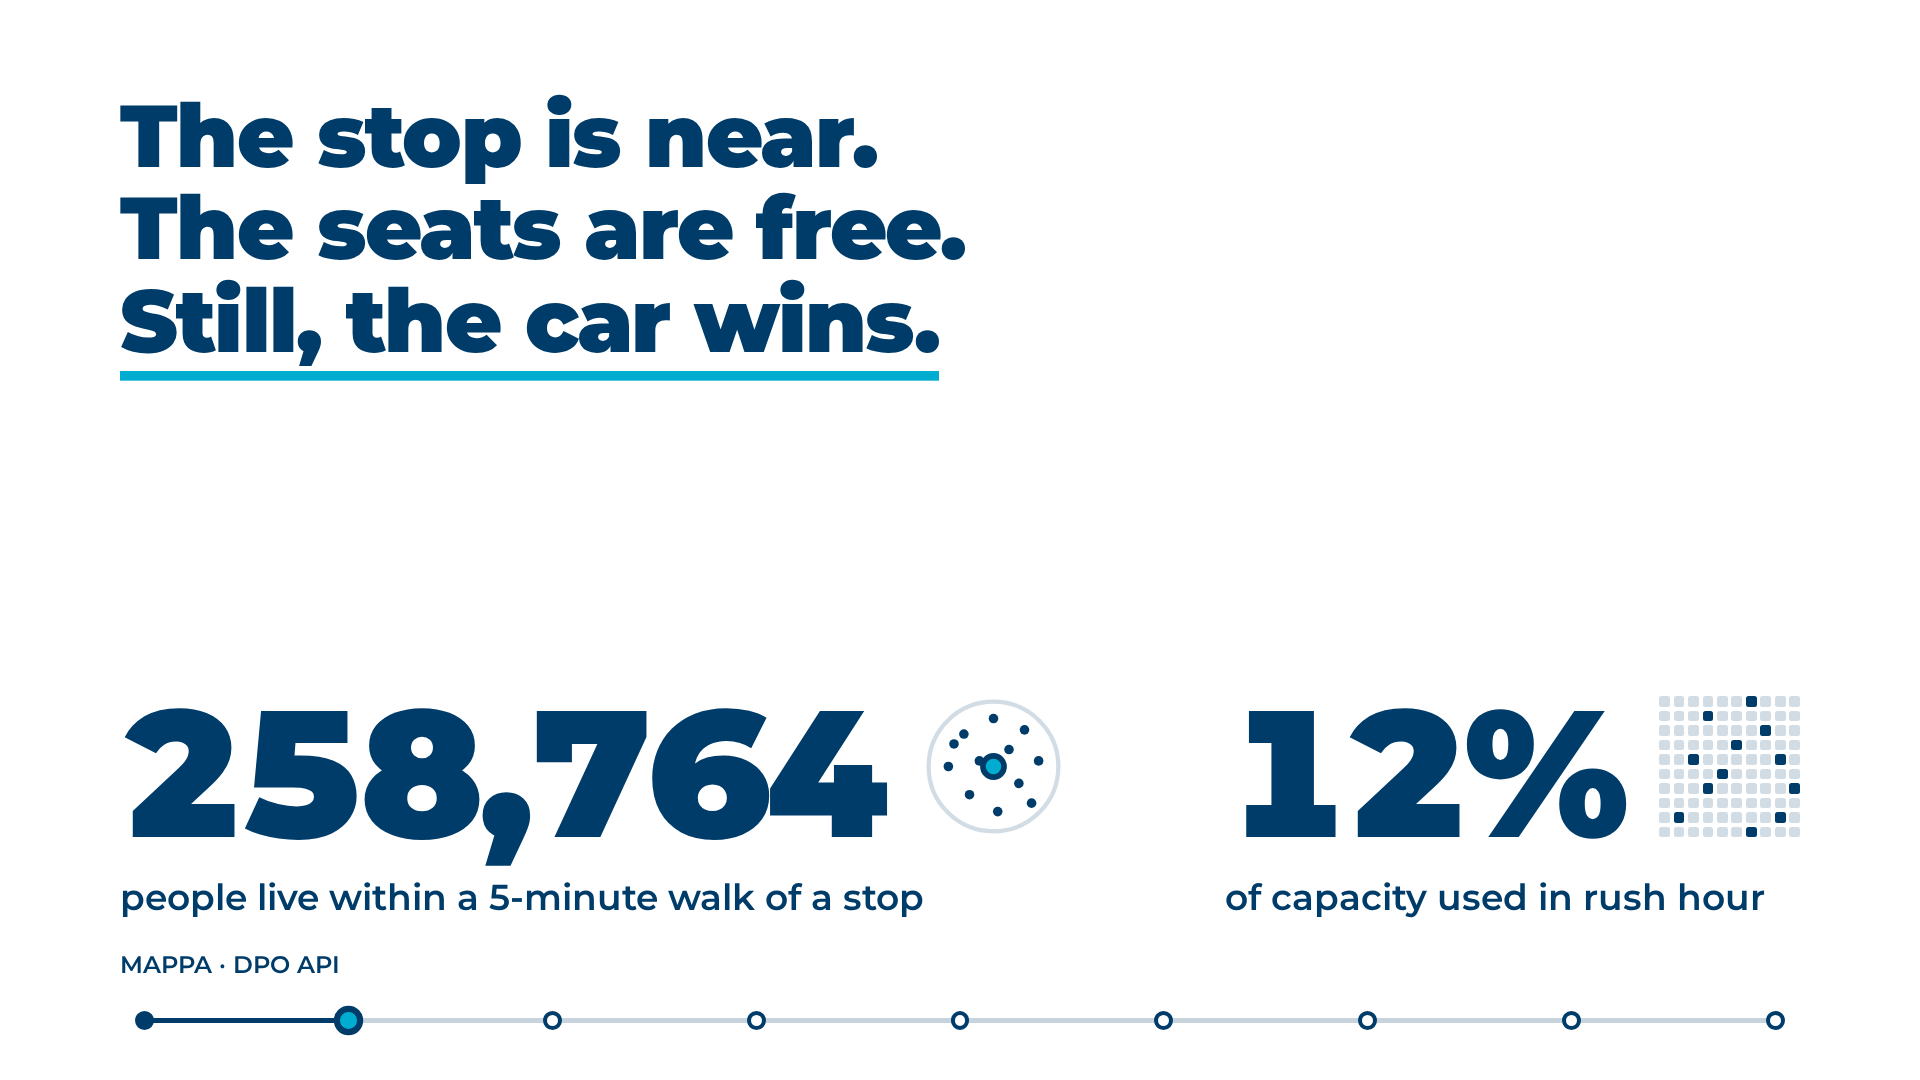 The stop is near.
The seats are free.
Still, the car wins.
258,764
people live within a 5-minute walk of a stop
12%
of capacity used in rush hour
MAPPA · DPO API